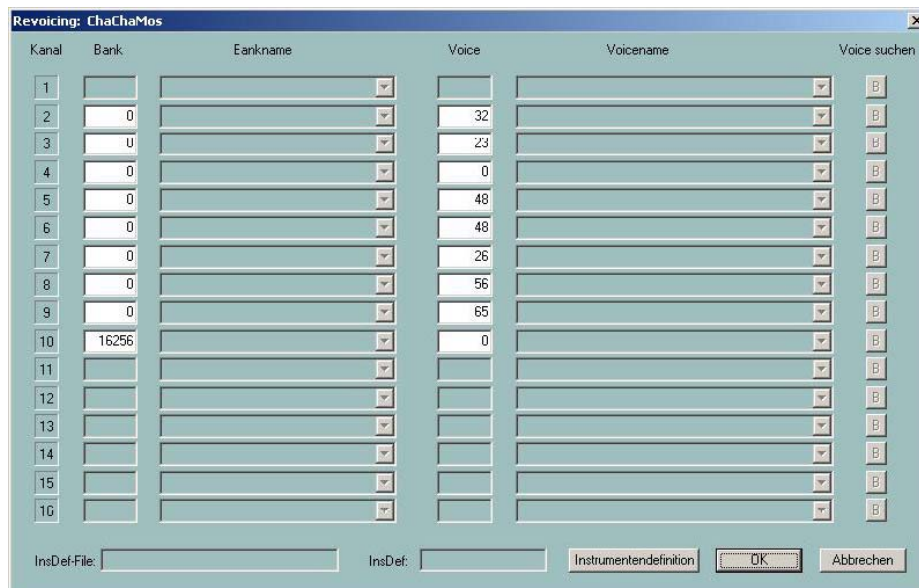 Revoicing: ChaChaMos
Kanal Bank Eankname Voice Voicename Voice suchen
1 B
2 0 32 B
3 0 23 B
4 0 0 B
5 0 48 B
6 0 48 B
7 0 26 B
8 0 56 B
9 0 65 B
10 16256 0 B
11 B
12 B
13 B
14 B
15 B
16 B
InsDef-File: InsDef: Instrumentendefinition OK Abbrechen